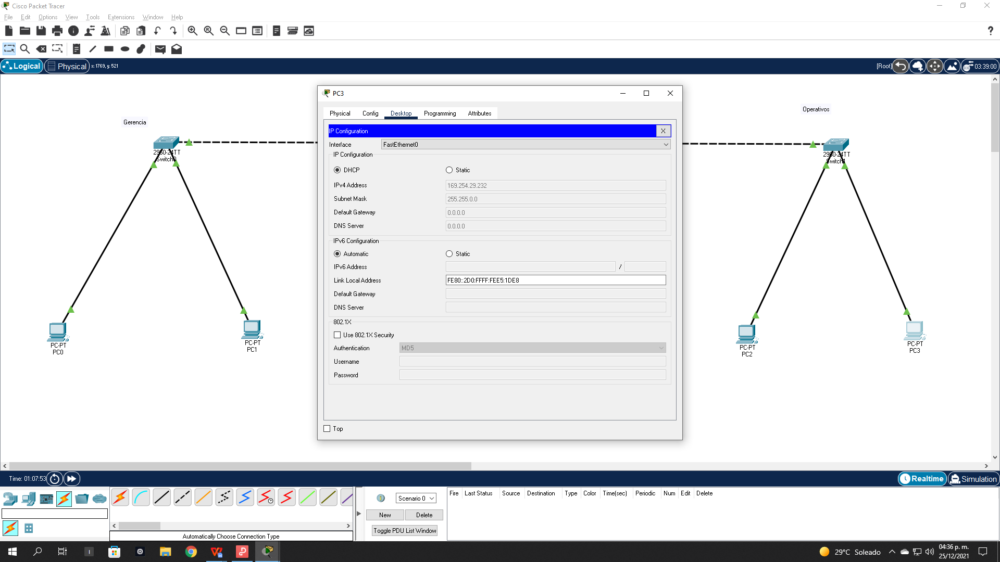 Cisco Packet Tracer
File Edit Options View Tools Extensions Window Help
?
Logical Physical x: 1769, y: 521 [Root] 03:39:00
Gerencia
Operativos
2960-24TT
Switch0
2960-24TT
Switch1
PC-PT
PC0
PC-PT
PC1
PC-PT
PC2
PC-PT
PC3
PC3
Physical Config Desktop Programming Attributes
IP Configuration X
Interface FastEthernet0
IP Configuration
DHCP Static
IPv4 Address 169.254.29.232
Subnet Mask 255.255.0.0
Default Gateway 0.0.0.0
DNS Server 0.0.0.0
IPv6 Configuration
Automatic Static
IPv6 Address /
Link Local Address FE80::2D0:FFFF:FEE5:1DE8
Default Gateway
DNS Server
802.1X
Use 802.1X Security
Authentication MD5
Username
Password
Top
Time: 01:07:53 Realtime Simulation
Scenario 0
New Delete
Toggle PDU List Window
Fire Last Status Source Destination Type Color Time(sec) Periodic Num Edit Delete
Automatically Choose Connection Type
29°C Soleado
04:36 p. m.
25/12/2021